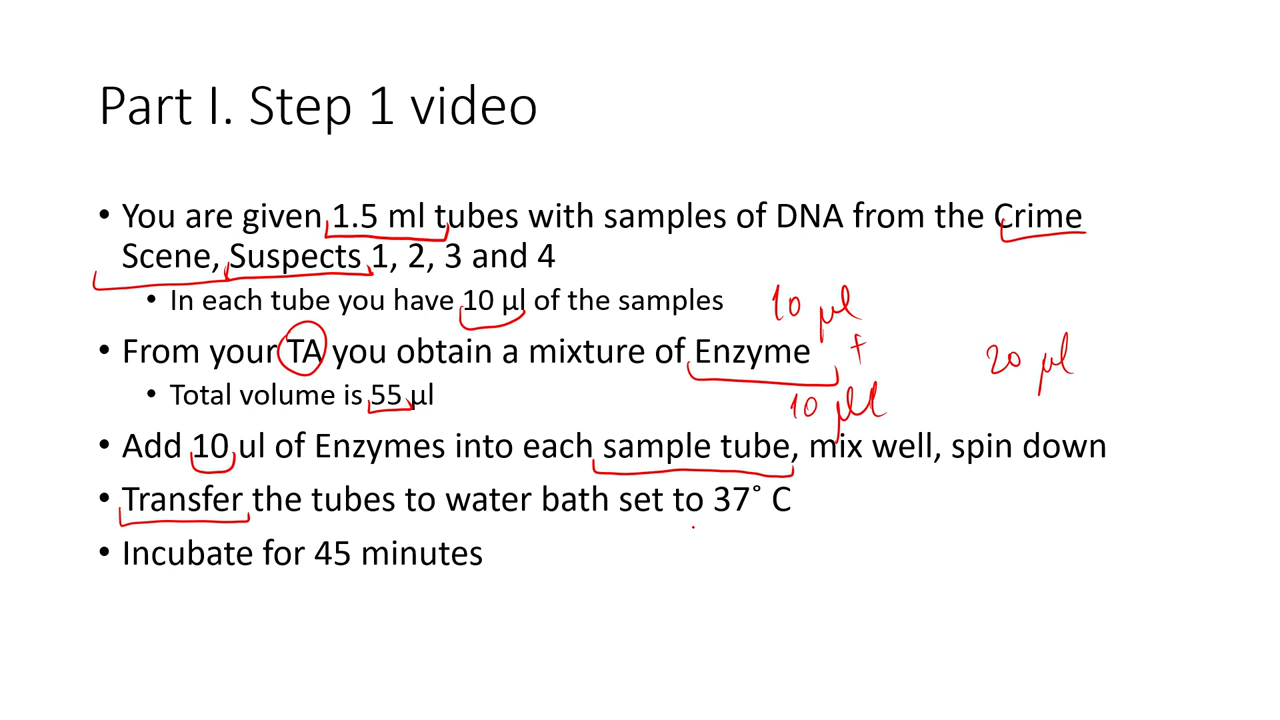 Part I. Step 1 video
• You are given 1.5 ml tubes with samples of DNA from the Crime
Scene, Suspects 1, 2, 3 and 4
• In each tube you have 10 µl of the samples
10 µl
• From your TA you obtain a mixture of Enzyme
+
20 µl
• Total volume is 55 µl
10 µl
• Add 10 ul of Enzymes into each sample tube, mix well, spin down
• Transfer the tubes to water bath set to 37˚ C
• Incubate for 45 minutes